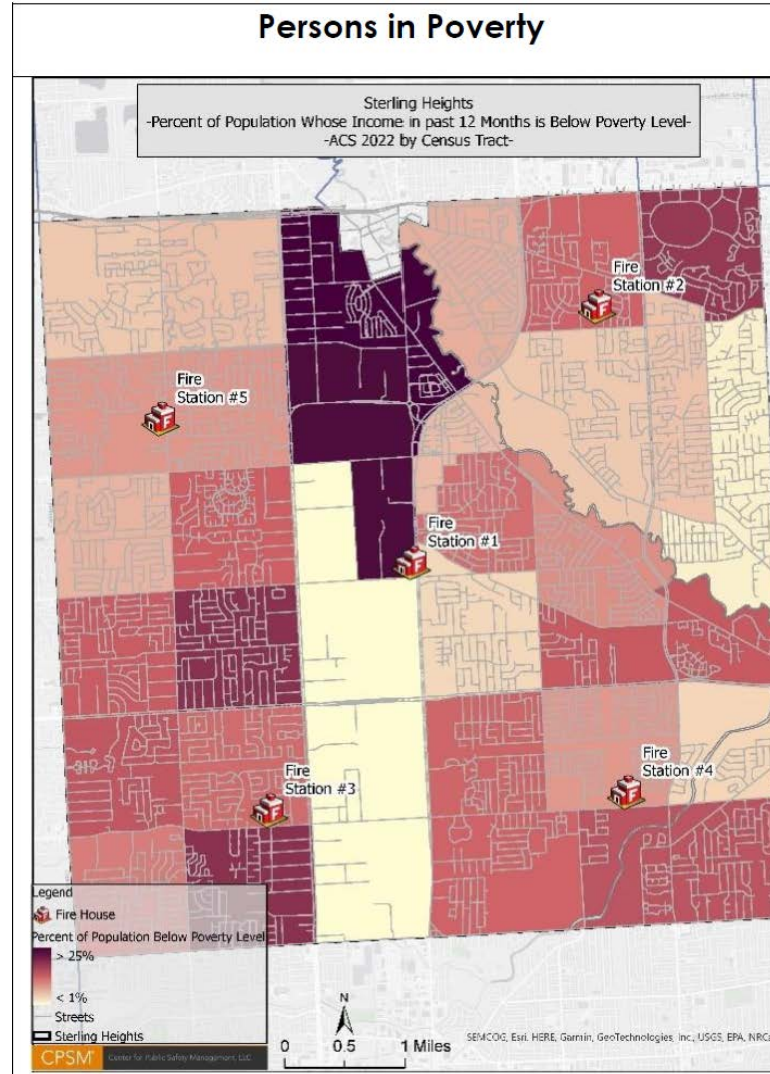 Persons in Poverty
Sterling Heights
-Percent of Population Whose Income in past 12 Months is Below Poverty Level-
-ACS 2022 by Census Tract-
Fire
Station #2
Fire
Station #5
Fire
Station #1
Fire
Station #4
Fire
Station #3
Legend
Fire House
Percent of Population Below Poverty Level
> 25%
< 1%
Streets
Sterling Heights
CPSM® Center for Public Safety Management, LLC
N
0 0.5 1 Miles
SEMCOG, Esri, HERE, Garmin, GeoTechnologies, Inc., USGS, EPA, NRCa